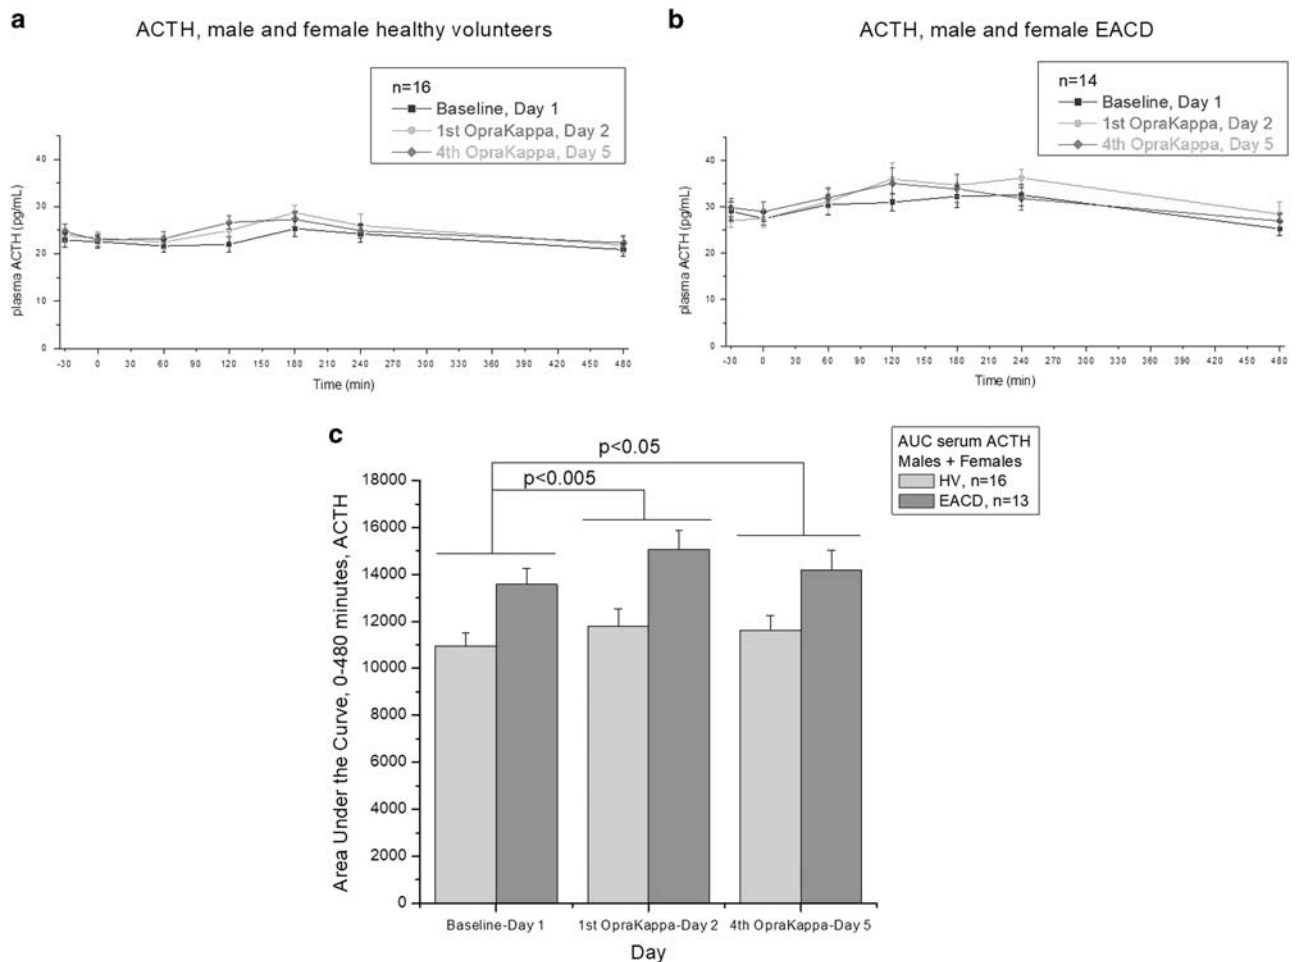 a
ACTH, male and female healthy volunteers
n=16
Baseline, Day 1
1st OpraKappa, Day 2
4th OpraKappa, Day 5
plasma ACTH (pg/mL)
40
30
20
10
0
-30 0 30 60 90 120 150 180 210 240 270 300 330 360 390 420 450 480
Time (min)
b
ACTH, male and female EACD
n=14
Baseline, Day 1
1st OpraKappa, Day 2
4th OpraKappa, Day 5
plasma ACTH (pg/mL)
40
30
20
10
0
-30 0 30 60 90 120 150 180 210 240 270 300 330 360 390 420 450 480
Time (min)
c
p<0.05
p<0.005
AUC serum ACTH
Males + Females
HV, n=16
EACD, n=13
Area Under the Curve, 0-480 minutes, ACTH
18000
16000
14000
12000
10000
8000
6000
4000
2000
0
Baseline-Day 1 1st OpraKappa-Day 2 4th OpraKappa-Day 5
Day